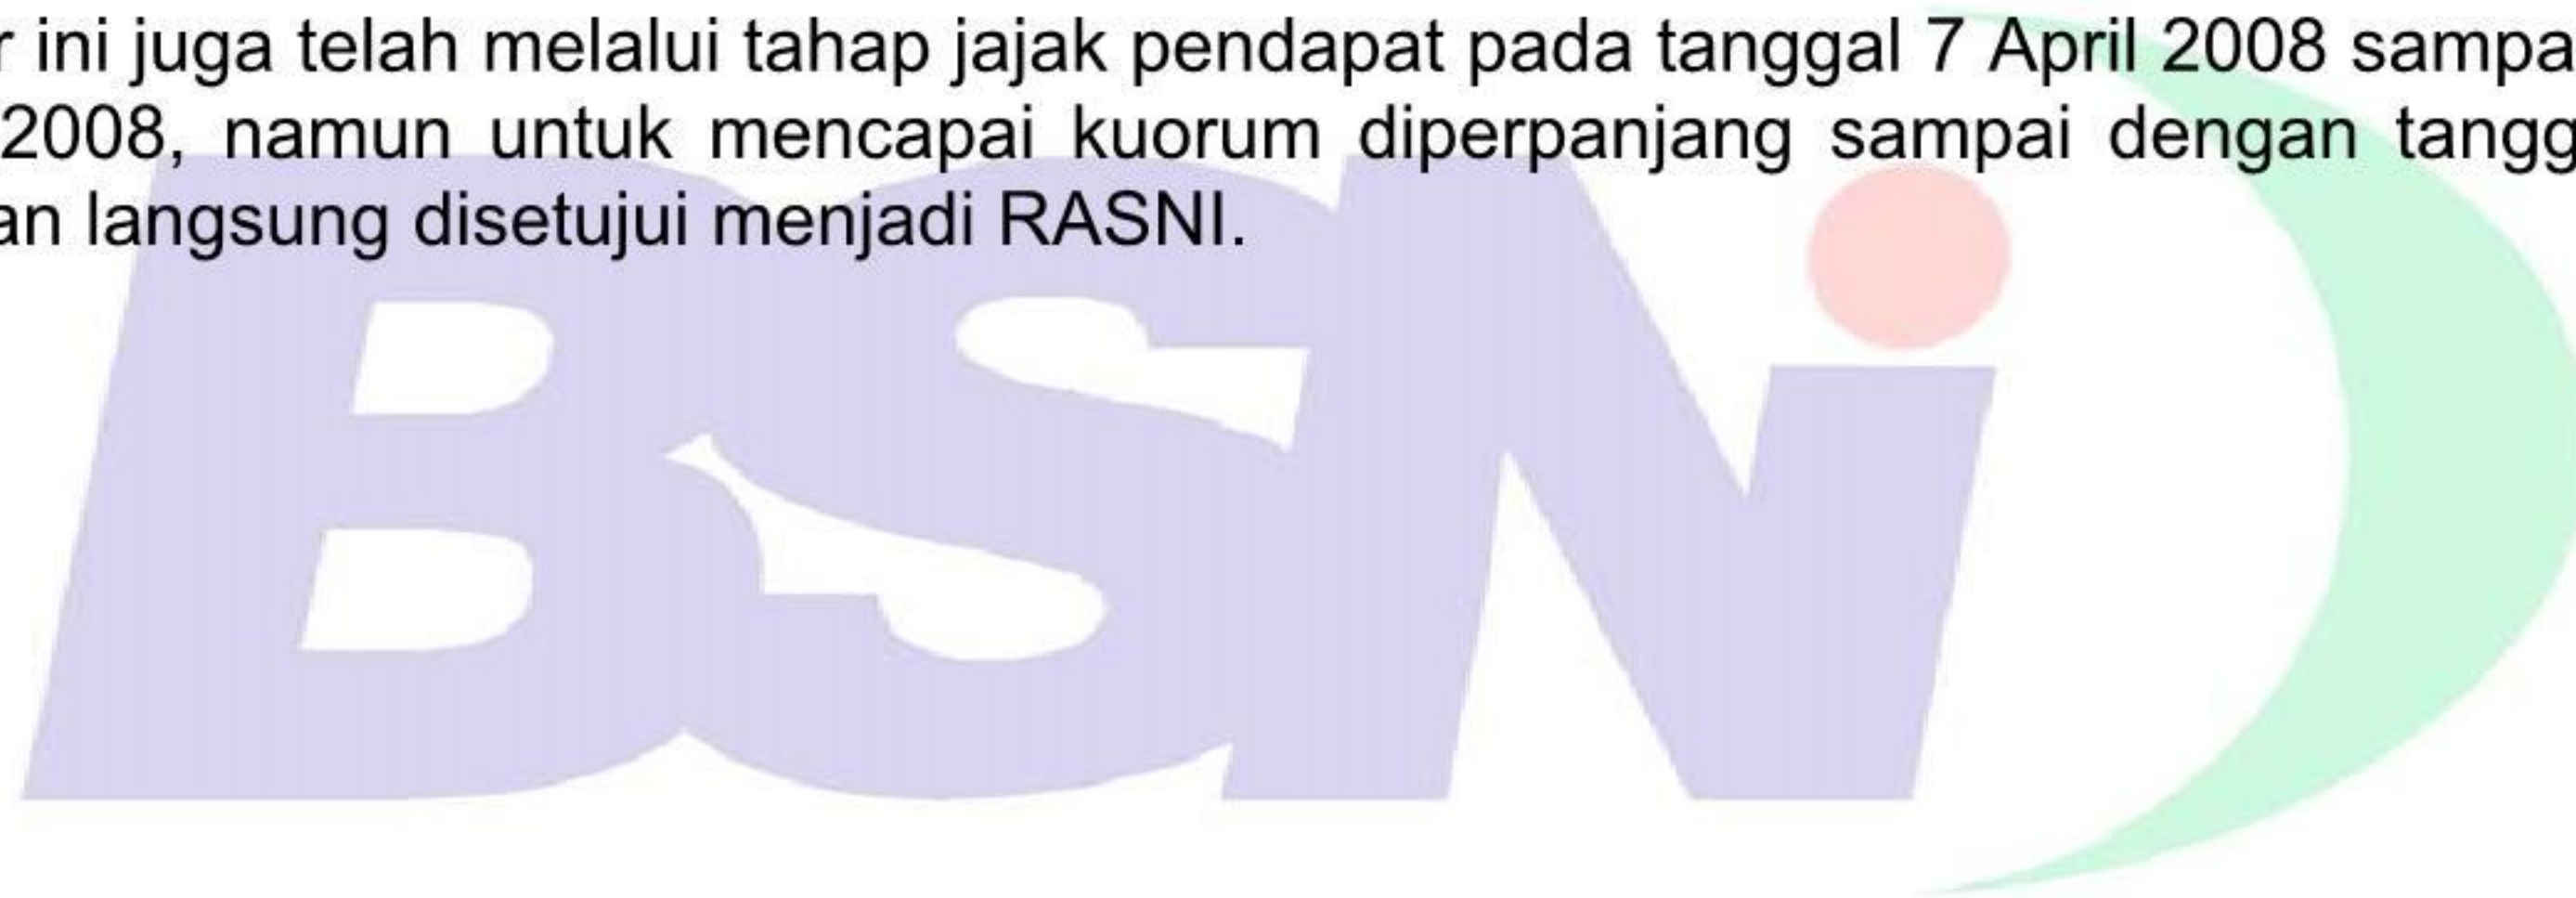 r ini juga telah melalui tahap jajak pendapat pada tanggal 7 April 2008 sampa
2008, namun untuk mencapai kuorum diperpanjang sampai dengan tangg
an langsung disetujui menjadi RASNI.
BSNi